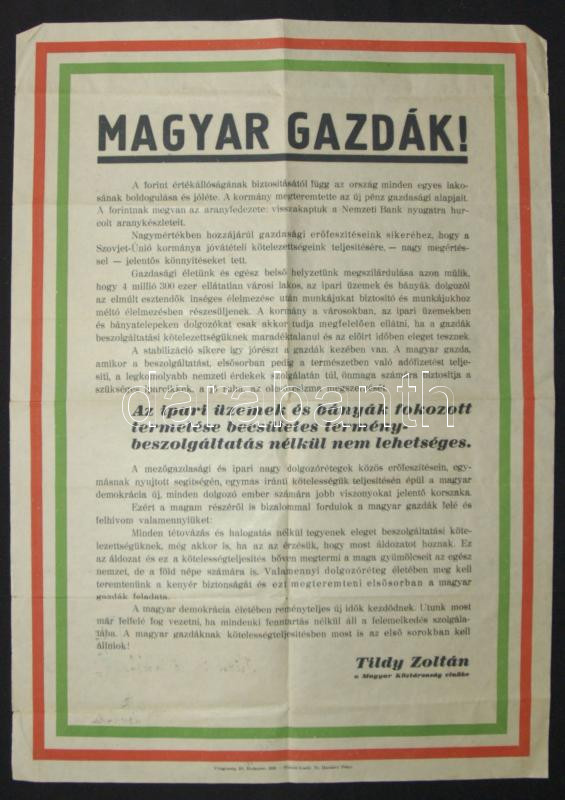 MAGYAR GAZDÁK!
A forint értékállóságának biztosításától függ az ország minden egyes lako-
sának boldogulása és jóléte. A kormány megteremtette az új pénz gazdasági alapjait.
A forintnak megvan az aranyfedezete: visszakaptuk a Nemzeti Bank nyugatra hur-
colt aranykészleteit.
Nagymértékben hozzájárul gazdasági erőfeszítéseink sikeréhez, hogy a
Szovjet-Únió kormánya jóvátételi kötelezettségeink teljesítésére, — nagy megértés-
sel — jelentős könnyítéseket tett.
Gazdasági életünk és egész belső helyzetünk megszilárdulása azon múlik,
hogy 4 millió 300 ezer ellátatlan városi lakos, az ipari üzemek és bányák dolgozói
az elmúlt esztendők inséges élelmezése után munkájukat biztosító és munkájukhoz
méltó élelmezésben részesüljenek. A kormány a városokban, az ipari üzemekben
és bányatelepeken dolgozókat csak akkor tudja megfelelően ellátni, ha a gazdák
beszolgáltatási kötelezettségüknek maradéktalanul és az előírt időben eleget tesznek.
A stabilizáció sikere így jórészt a gazdák kezében van. A magyar gazda,
amikor a beszolgáltatást, elsősorban pedig a természetben való adófizetést telje-
síti, a legkomolyabb nemzeti érdekek szolgálatán túl, önmaga számára biztosítja a
szükséges iparcikkek, a ruha, az olcsó megszerzését.
Az ipari üzemek és bányák fokozott
termelése becsületes termény-
beszolgáltatás nélkül nem lehetséges.
A mezőgazdasági és ipari nagy dolgozórétegek közös erőfeszítésein, egy-
másnak nyujtott segítségén, egymás iránti kötelességük teljesítésén épül a magyar
demokrácia új, minden dolgozó ember számára jobb viszonyokat jelentő korszaka.
Ezért a magam részéről is bizalommal fordulok a magyar gazdák felé és
felhívom valamennyiüket:
Minden tétovázás és halogatás nélkül tegyenek eleget beszolgáltatási köte-
lezettségüknek, még akkor is, ha az az érzésük, hogy most áldozatot hoznak. Ez
az áldozat és ez a kötelességteljesítés bőven megtermi a maga gyümölcseit az egész
nemzet, de a föld népe számára is. Valamennyi dolgozóréteg életében meg kell
teremtenünk a kenyér biztonságát és ezt megteremteni elsősorban a magyar
gazdák feladata.
A magyar demokrácia életében reményteljes új idők kezdődnek. Utunk most
már felfelé fog vezetni, ha mindenki fenntartás nélkül áll a felemelkedés szolgála-
tába. A magyar gazdáknak kötelességteljesítésben most is az első sorokban kell
állniok!
Tildy Zoltán
a Magyar Köztársaság elnöke
darabanth